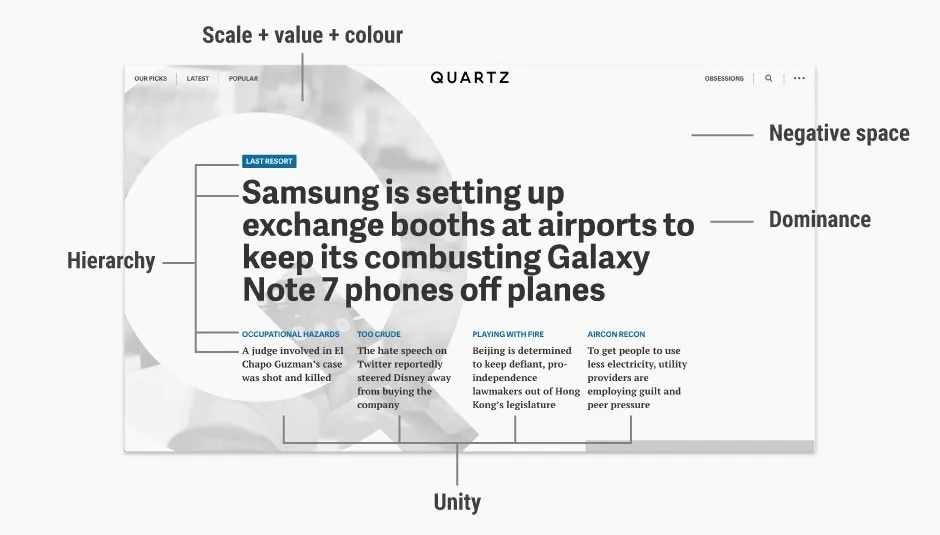 Scale + value + colour
OUR PICKS
LATEST
POPULAR
QUARTZ
OBSESSIONS
Negative space
LAST RESORT
Samsung is setting up
exchange booths at airports to
keep its combusting Galaxy
Note 7 phones off planes
Dominance
Hierarchy
OCCUPATIONAL HAZARDS
A judge involved in El
Chapo Guzman's case
was shot and killed
TOO CRUDE
The hate speech on
Twitter reportedly
steered Disney away
from buying the
company
PLAYING WITH FIRE
Beijing is determined
to keep defiant, pro-
independence
lawmakers out of Hong
Kong's legislature
AIRCON RECON
To get people to use
less electricity, utility
providers are
employing guilt and
peer pressure
Unity